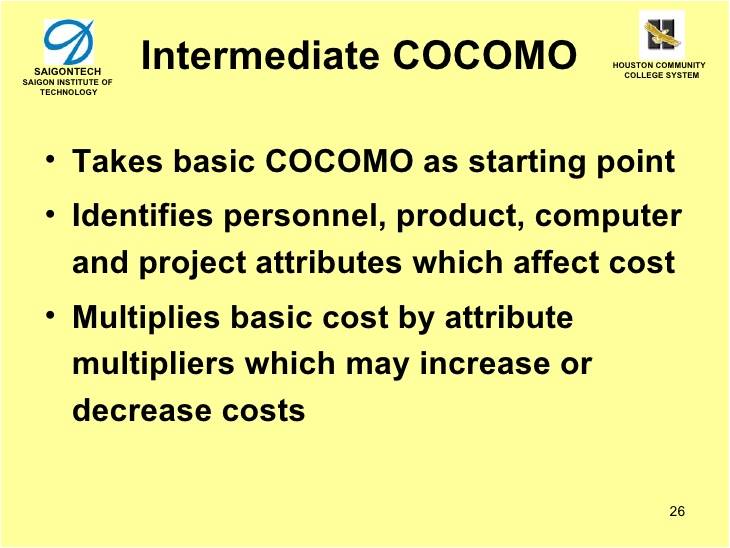 Intermediate COCOMO
SAIGONTECH
SAIGON INSTITUTE OF
TECHNOLOGY
HOUSTON COMMUNITY
COLLEGE SYSTEM
• Takes basic COCOMO as starting point
• Identifies personnel, product, computer
and project attributes which affect cost
• Multiplies basic cost by attribute
multipliers which may increase or
decrease costs
26